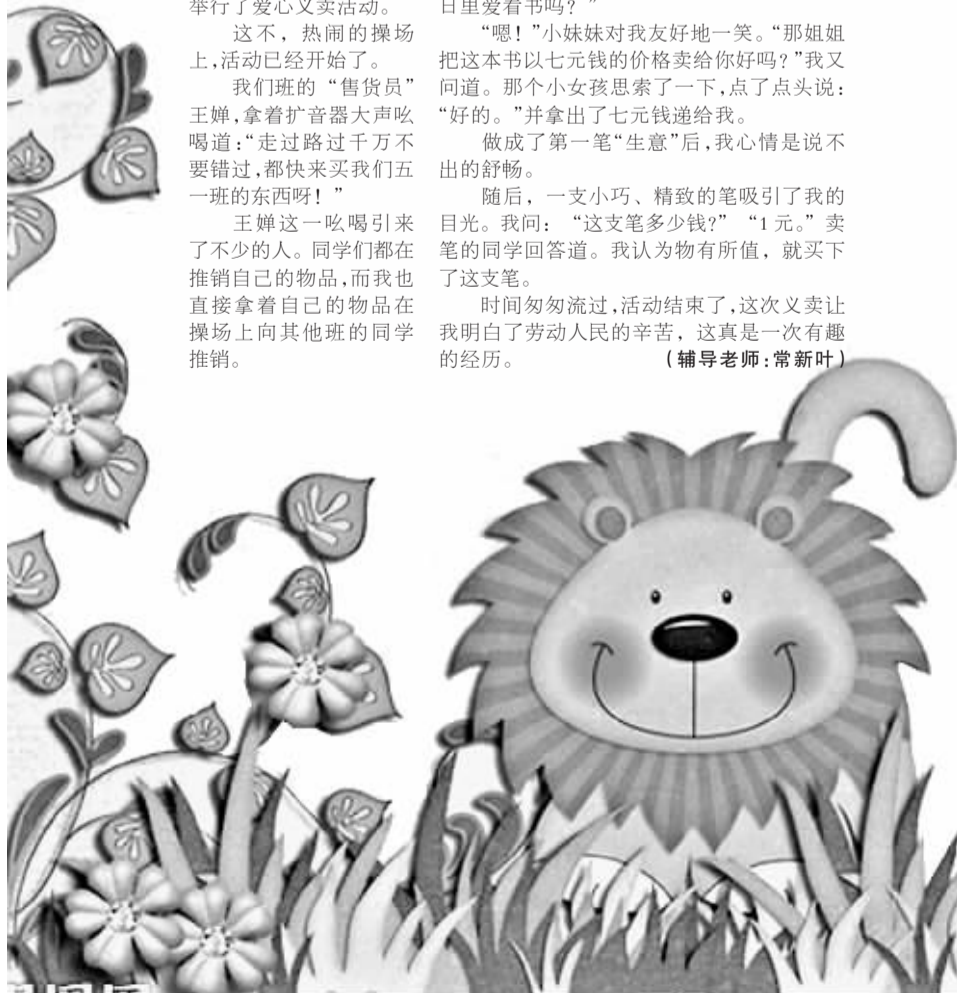 举行了爱心义卖活动。
这不，热闹的操场
上，活动已经开始了。
我们班的“售货员”
王婵，拿着扩音器大声吆
喝道：“走过路过千万不
要错过，都快来买我们五
一班的东西呀！”
王婵这一吆喝引来
了不少的人。同学们都在
推销自己的物品，而我也
直接拿着自己的物品在
操场上向其他班的同学
推销。
日里爱看书吗？”
“嗯！”小妹妹对我友好地一笑。“那姐姐
把这本书以七元钱的价格卖给你好吗？”我又
问道。那个小女孩思索了一下，点了点头说：
“好的。”并拿出了七元钱递给我。
做成了第一笔“生意”后，我心情是说不
出的舒畅。
随后，一支小巧、精致的笔吸引了我的
目光。我问：“这支笔多少钱？”“1元。”卖
笔的同学回答道。我认为物有所值，就买下
了这支笔。
时间匆匆流过，活动结束了，这次义卖让
我明白了劳动人民的辛苦，这真是一次有趣
的经历。（辅导老师：常新叶）